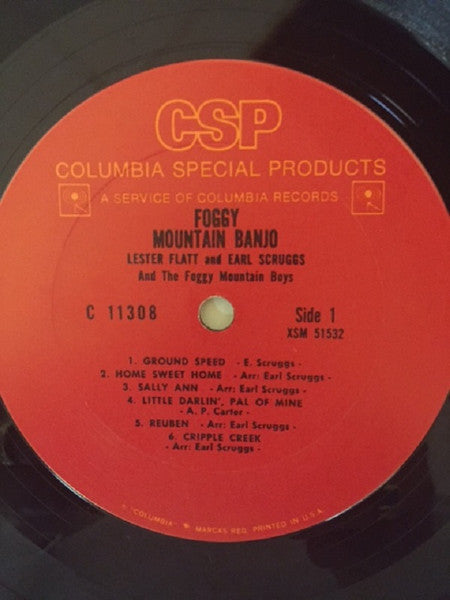 CSP
COLUMBIA SPECIAL PRODUCTS
A SERVICE OF COLUMBIA RECORDS
FOGGY
MOUNTAIN BANJO
LESTER FLATT and EARL SCRUGGS
And The Foggy Mountain Boys
C 11308
Side 1
XSM 51532
1. GROUND SPEED - E. Scruggs -
2. HOME SWEET HOME - Arr: Earl Scruggs -
3. SALLY ANN - Arr: Earl Scruggs -
4. LITTLE DARLIN', PAL OF MINE
- A. P. Carter -
5. REUBEN - Arr: Earl Scruggs -
6. CRIPPLE CREEK
- Arr: Earl Scruggs -
"COLUMBIA" MARCAS REG. PRINTED IN U.S.A.